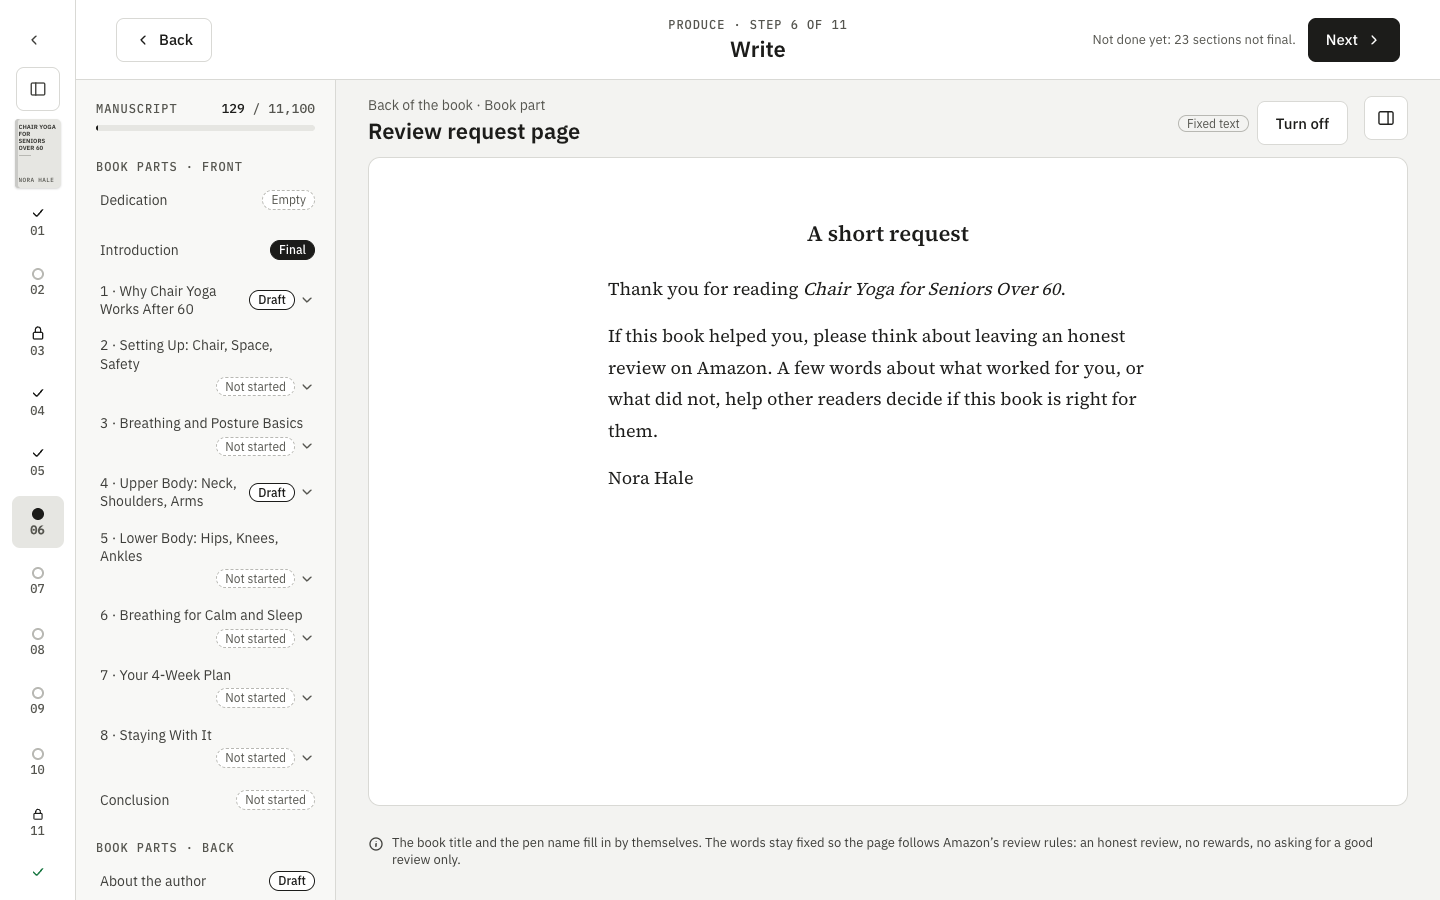 Back
PRODUCE · STEP 6 OF 11
Write
Not done yet: 23 sections not final.
Next
CHAIR YOGA
FOR
SENIORS
OVER 60
NORA HALE
01
02
03
04
05
06
07
08
09
10
11
MANUSCRIPT 129 / 11,100
BOOK PARTS · FRONT
Dedication Empty
Introduction Final
1 · Why Chair Yoga
Works After 60
Draft
2 · Setting Up: Chair, Space,
Safety
Not started
3 · Breathing and Posture Basics
Not started
4 · Upper Body: Neck,
Shoulders, Arms
Draft
5 · Lower Body: Hips, Knees,
Ankles
Not started
6 · Breathing for Calm and Sleep
Not started
7 · Your 4-Week Plan
Not started
8 · Staying With It
Not started
Conclusion Not started
BOOK PARTS · BACK
About the author Draft
Back of the book · Book part
Review request page
Fixed text
Turn off
A short request
Thank you for reading Chair Yoga for Seniors Over 60.
If this book helped you, please think about leaving an honest
review on Amazon. A few words about what worked for you, or
what did not, help other readers decide if this book is right for
them.
Nora Hale
The book title and the pen name fill in by themselves. The words stay fixed so the page follows Amazon’s review rules: an honest review, no rewards, no asking for a good
review only.